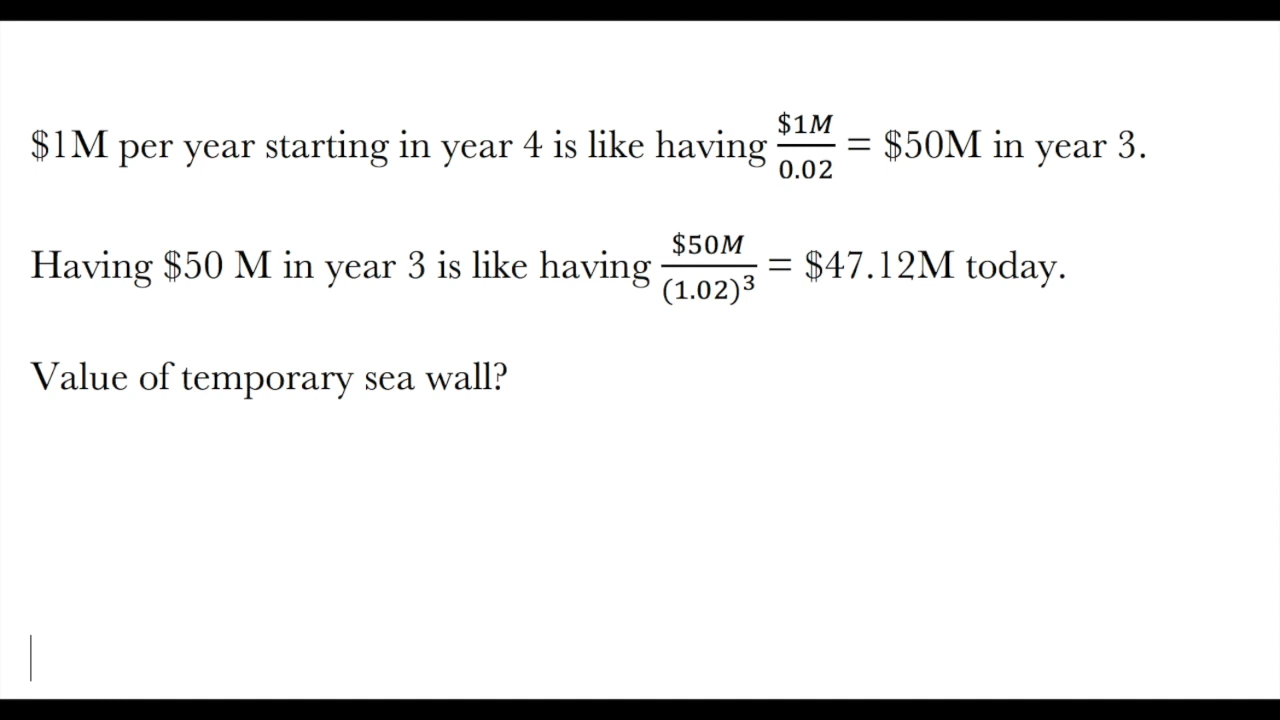 $1M per year starting in year 4 is like having $1M/0.02 = $50M in year 3.
Having $50 M in year 3 is like having $50M/(1.02)^3 = $47.12M today.
Value of temporary sea wall?